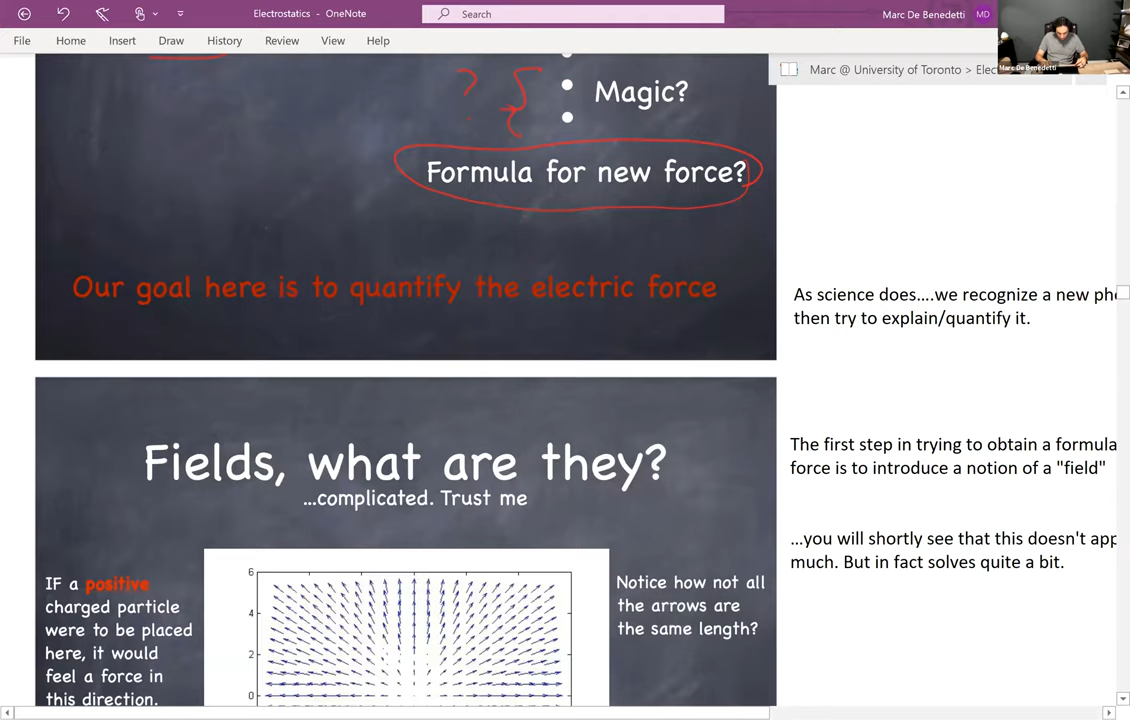 Electrostatics - OneNote
Search
Marc De Benedetti
MD
File Home Insert Draw History Review View Help
Marc De Benedetti
Marc @ University of Toronto > Elec
?
Magic?
Formula for new force?
Our goal here is to quantify the electric force
As science does....we recognize a new phe
then try to explain/quantify it.
Fields, what are they?
...complicated. Trust me
The first step in trying to obtain a formula
force is to introduce a notion of a "field"
...you will shortly see that this doesn't app
much. But in fact solves quite a bit.
IF a positive
charged particle
were to be placed
here, it would
feel a force in
this direction.
6
4
2
0
Notice how not all
the arrows are
the same length?